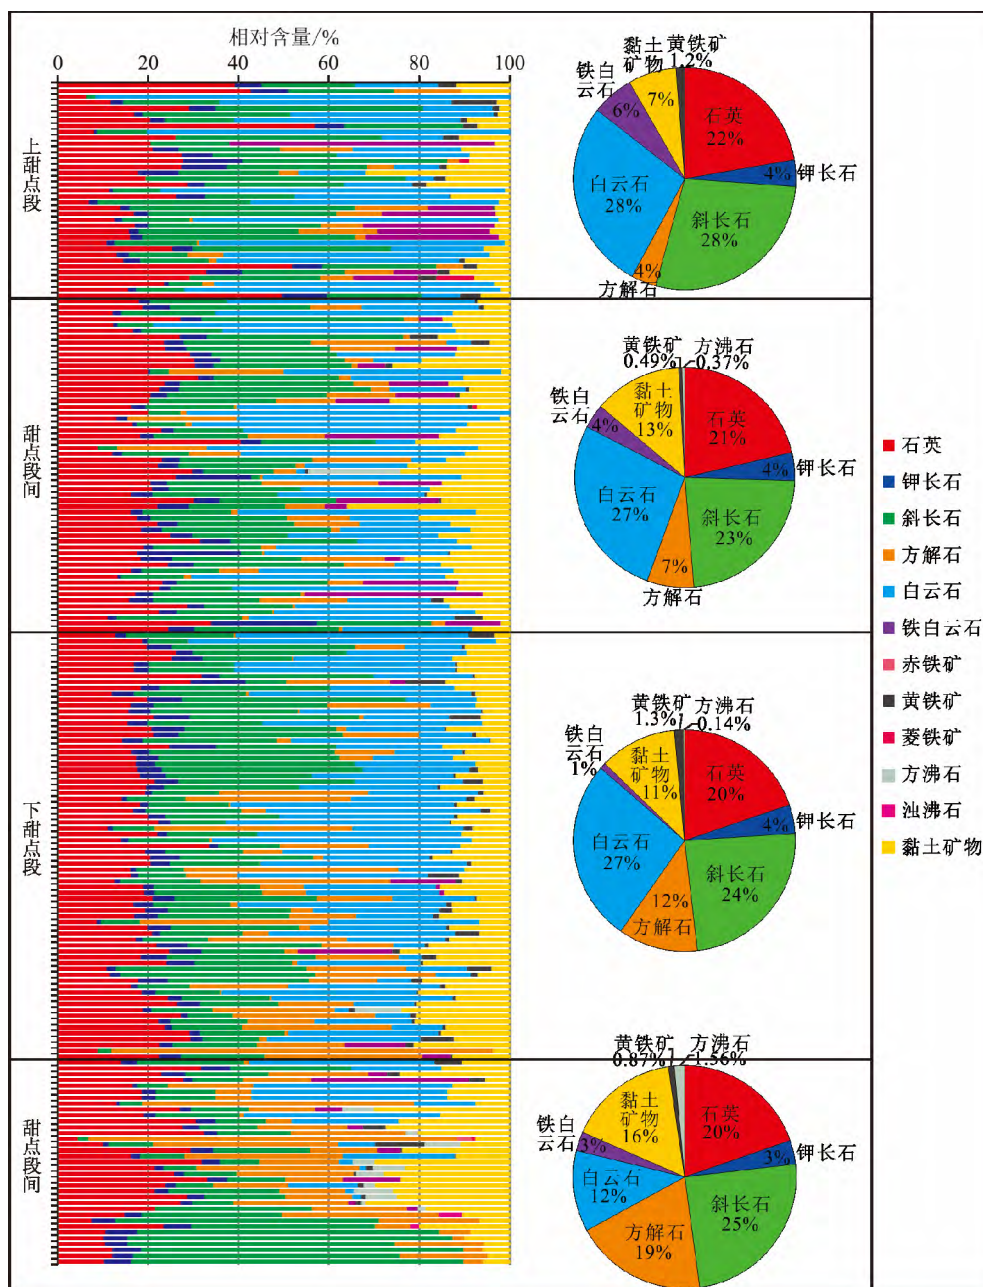 相对含量/%
0 20 40 60 80 100
上甜点段
黏土矿物
7%
黄铁矿
1.2%
铁白云石
6%
石英
22%
4%
钾长石
白云石
28%
斜长石
28%
4%
方解石
甜点段间
黄铁矿
0.49%
方沸石
0.37%
铁白云石
4%
黏土矿物
13%
石英
21%
4%
钾长石
白云石
27%
斜长石
23%
7%
方解石
下甜点段
黄铁矿
1.3%
方沸石
0.14%
铁白云石
1%
黏土矿物
11%
石英
20%
4%
钾长石
白云石
27%
斜长石
24%
12%
方解石
甜点段间
黄铁矿
0.87%
方沸石
1.56%
铁白云石
3%
黏土矿物
16%
石英
20%
3%
钾长石
白云石
12%
斜长石
25%
方解石
19%
石英
钾长石
斜长石
方解石
白云石
铁白云石
赤铁矿
黄铁矿
菱铁矿
方沸石
浊沸石
黏土矿物